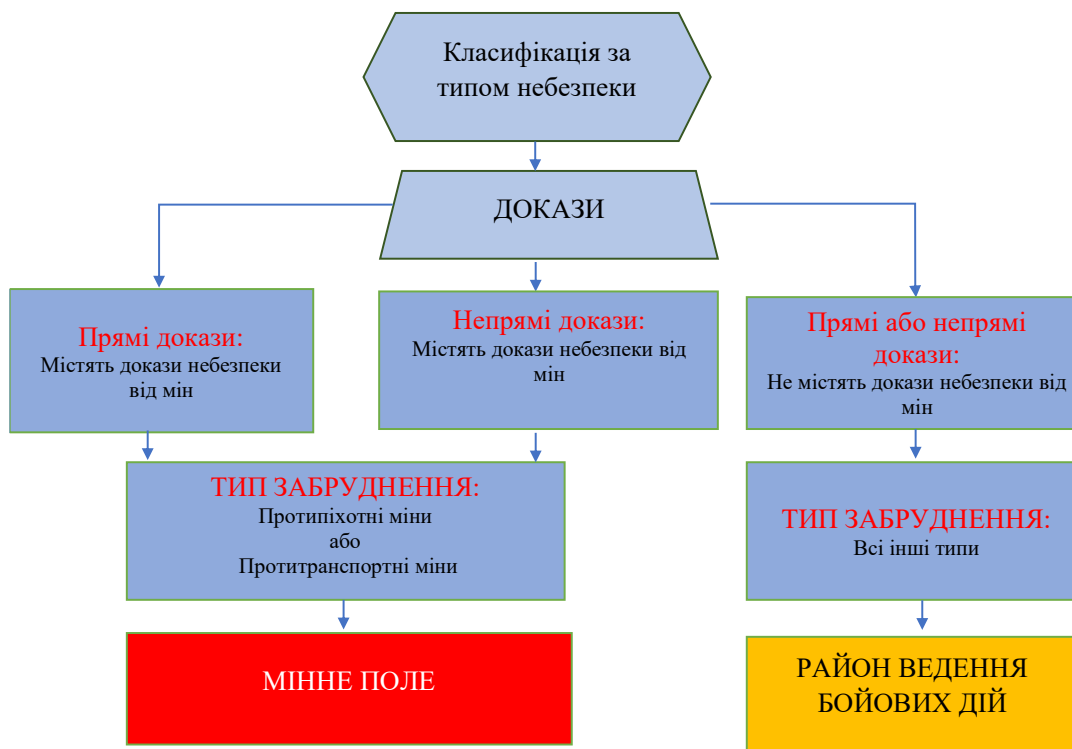 Класифікація за
типом небезпеки
ДОКАЗИ
Прямі докази:
Містять докази небезпеки
від мін
Непрямі докази:
Містять докази небезпеки від
мін
Прямі або непрямі
докази:
Не містять докази небезпеки від
мін
ТИП ЗАБРУДНЕННЯ:
Протипіхотні міни
або
Протитранспортні міни
ТИП ЗАБРУДНЕННЯ:
Всі інші типи
МІННЕ ПОЛЕ
РАЙОН ВЕДЕННЯ
БОЙОВИХ ДІЙ